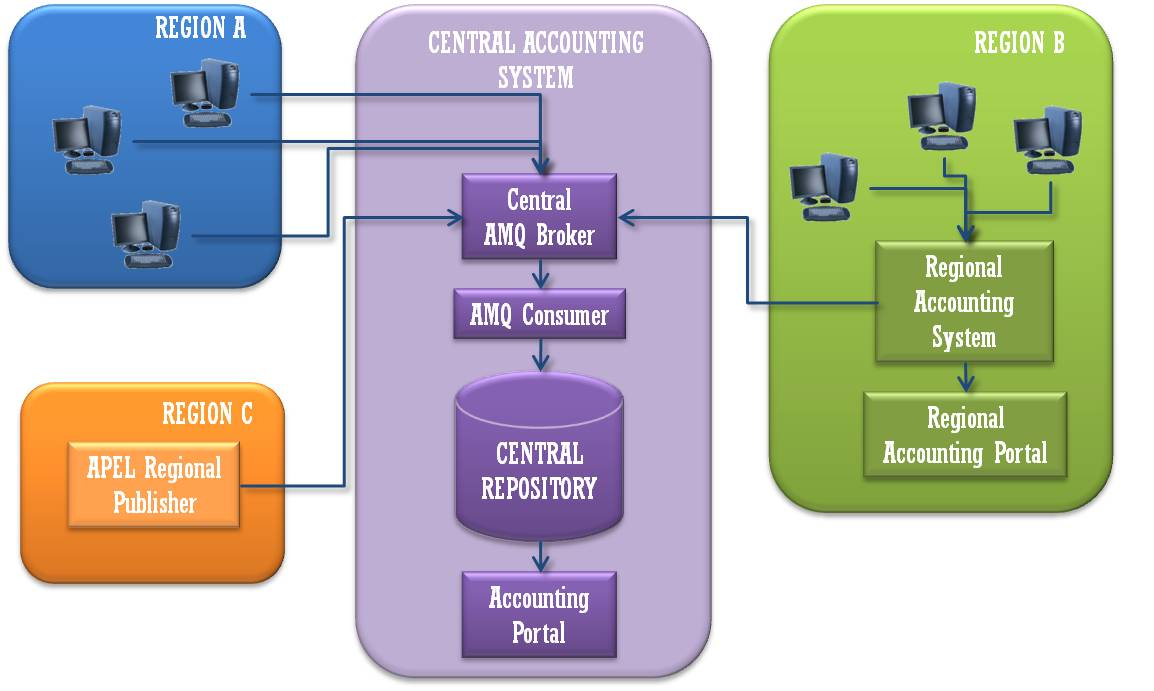 REGION A
CENTRAL ACCOUNTING
SYSTEM
REGION B
Central
AMQ Broker
AMQ Consumer
CENTRAL
REPOSITORY
Accounting
Portal
Regional
Accounting
System
Regional
Accounting Portal
REGION C
APEL Regional
Publisher